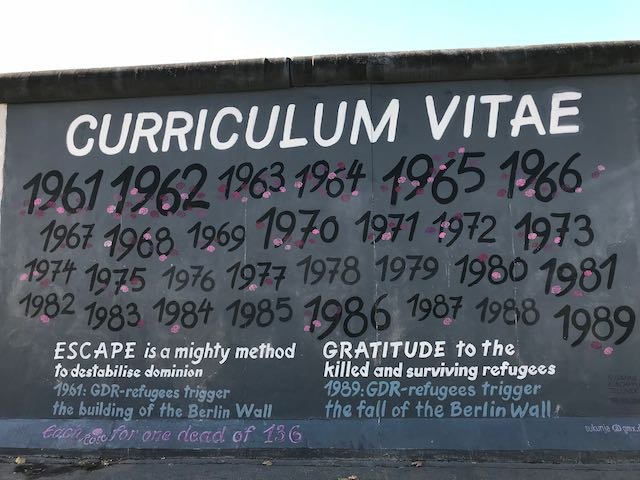 CURRICULUM VITAE
1961 1962 1963 1964 1965 1966
1967 1968 1969 1970 1971 1972 1973
1974 1975 1976 1977 1978 1979 1980 1981
1982 1983 1984 1985 1986 1987 1988 1989
ESCAPE is a mighty method
to destabilise dominion
1961: GDR-refugees trigger
the building of the Berlin Wall
GRATITUDE to the
killed and surviving refugees
1989: GDR-refugees trigger
the fall of the Berlin Wall
each for one dead of 136